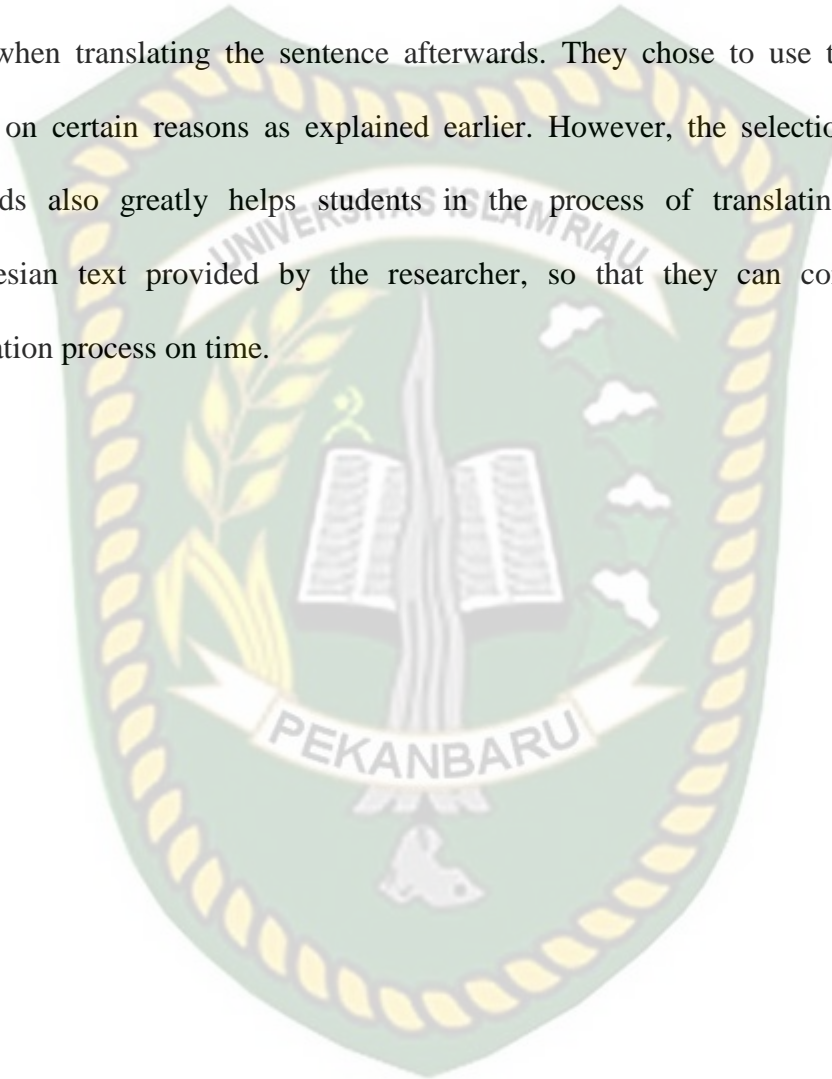 when translating the sentence afterwards. They chose to use t
on certain reasons as explained earlier. However, the selectio
ds also greatly helps students in the process of translatin
esian text provided by the researcher, so that they can co
ation process on time.
UNIVERSITAS ISLAM RIAU
PEKANBARU